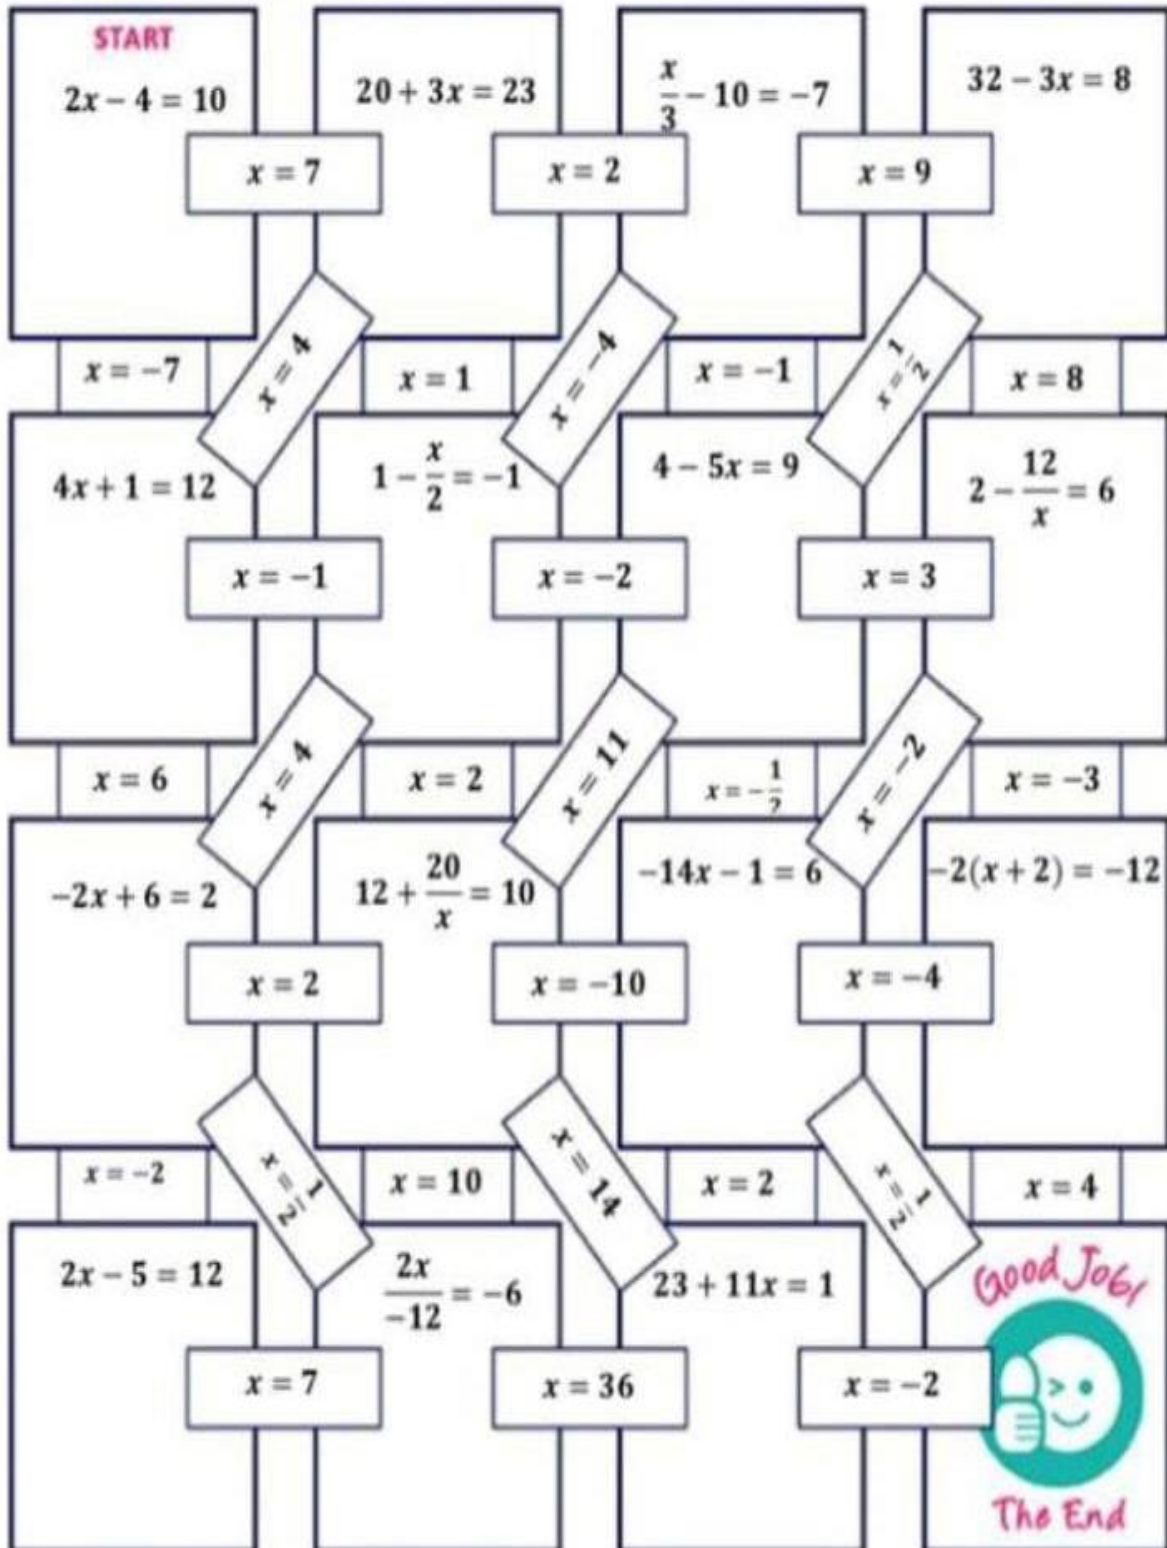 START
2x − 4 = 10
20 + 3x = 23
x/3 − 10 = −7
32 − 3x = 8
x = 7
x = 2
x = 9
x = 4
x = −4
x = 1/2
x = −7
x = 1
x = −1
x = 8
4x + 1 = 12
1 − x/2 = −1
4 − 5x = 9
2 − 12/x = 6
x = −1
x = −2
x = 3
x = 4
x = 11
x = −2
x = 6
x = 2
x = −1/2
x = −3
−2x + 6 = 2
12 + 20/x = 10
−14x − 1 = 6
−2(x + 2) = −12
x = 2
x = −10
x = −4
x = −2
x = 1/2
x = 10
x = 14
x = 2
x = 1/2
x = 4
2x − 5 = 12
2x/−12 = −6
23 + 11x = 1
Good Job!
x = 7
x = 36
x = −2
The End